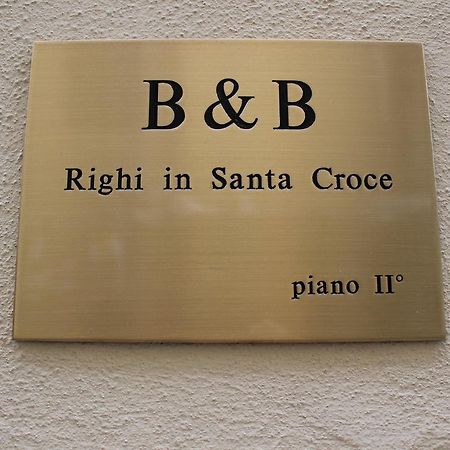 B & B
Righi in Santa Croce
piano II°